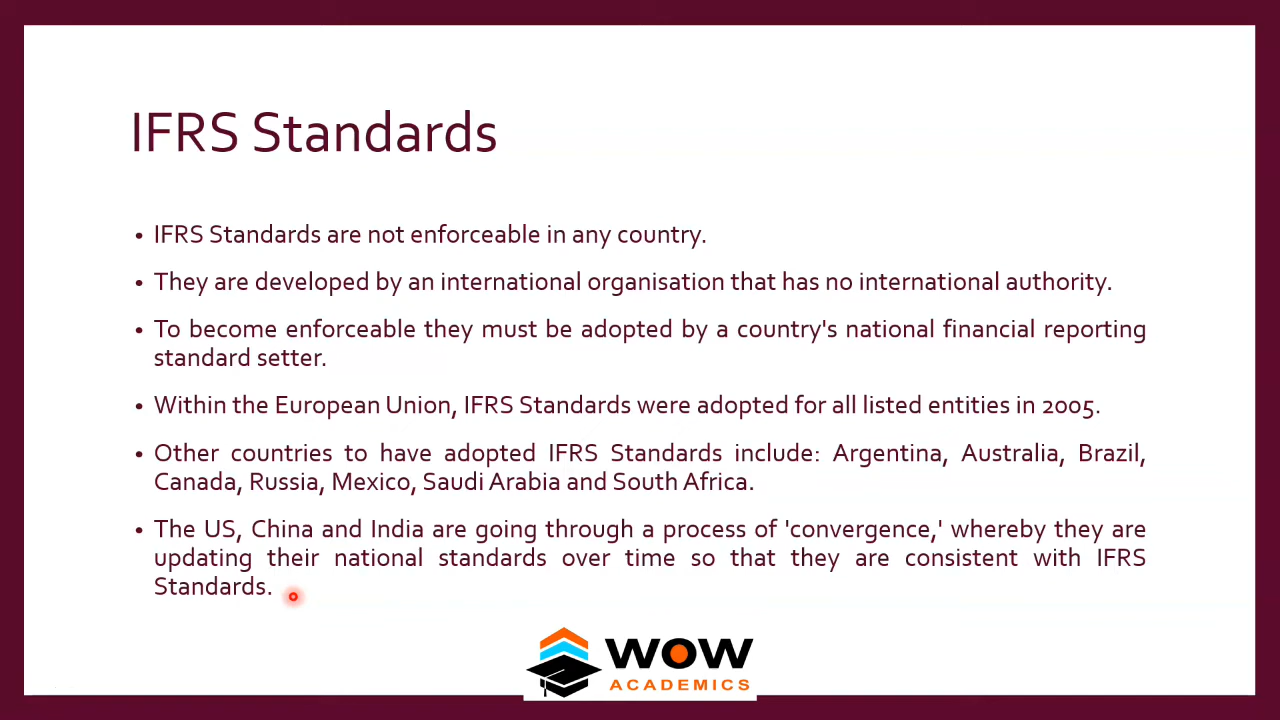 IFRS Standards
• IFRS Standards are not enforceable in any country.
• They are developed by an international organisation that has no international authority.
• To become enforceable they must be adopted by a country's national financial reporting
standard setter.
• Within the European Union, IFRS Standards were adopted for all listed entities in 2005.
• Other countries to have adopted IFRS Standards include: Argentina, Australia, Brazil,
Canada, Russia, Mexico, Saudi Arabia and South Africa.
• The US, China and India are going through a process of 'convergence,' whereby they are
updating their national standards over time so that they are consistent with IFRS
Standards.
WOW
ACADEMICS